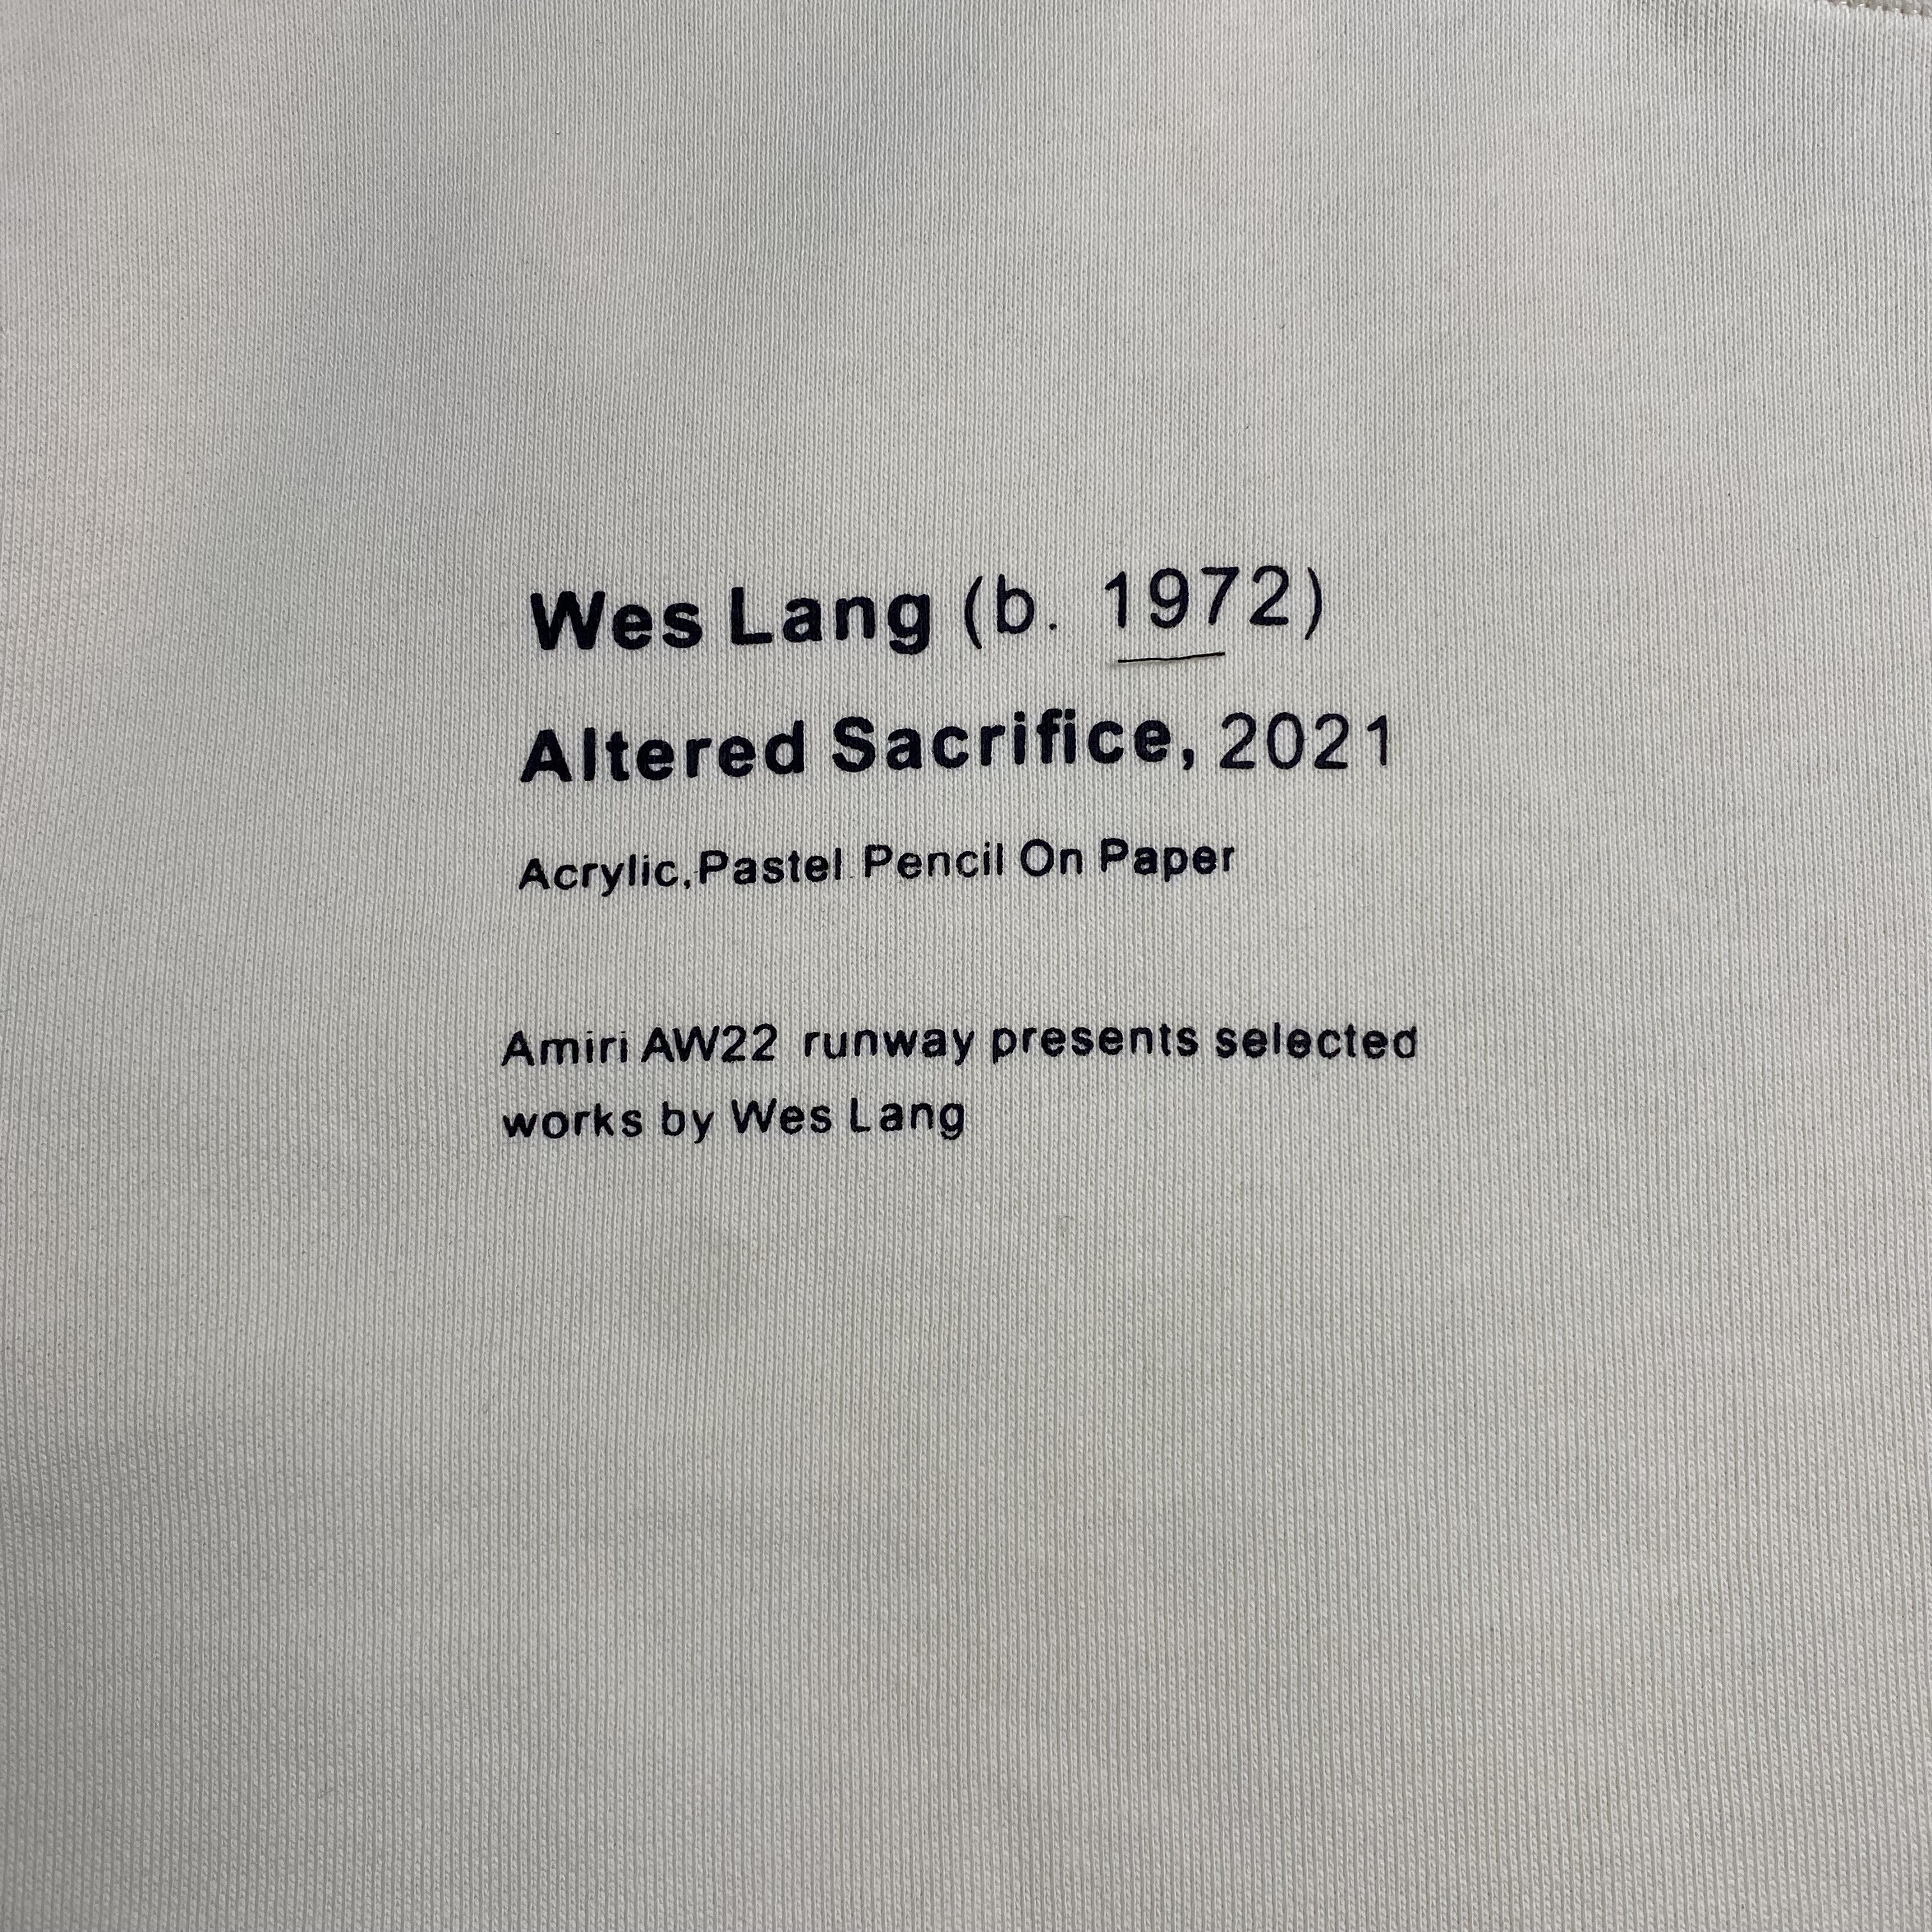 Wes Lang (b. 1972)
Altered Sacrifice, 2021
Acrylic,Pastel Pencil On Paper
Amiri AW22 runway presents selected
works by Wes Lang